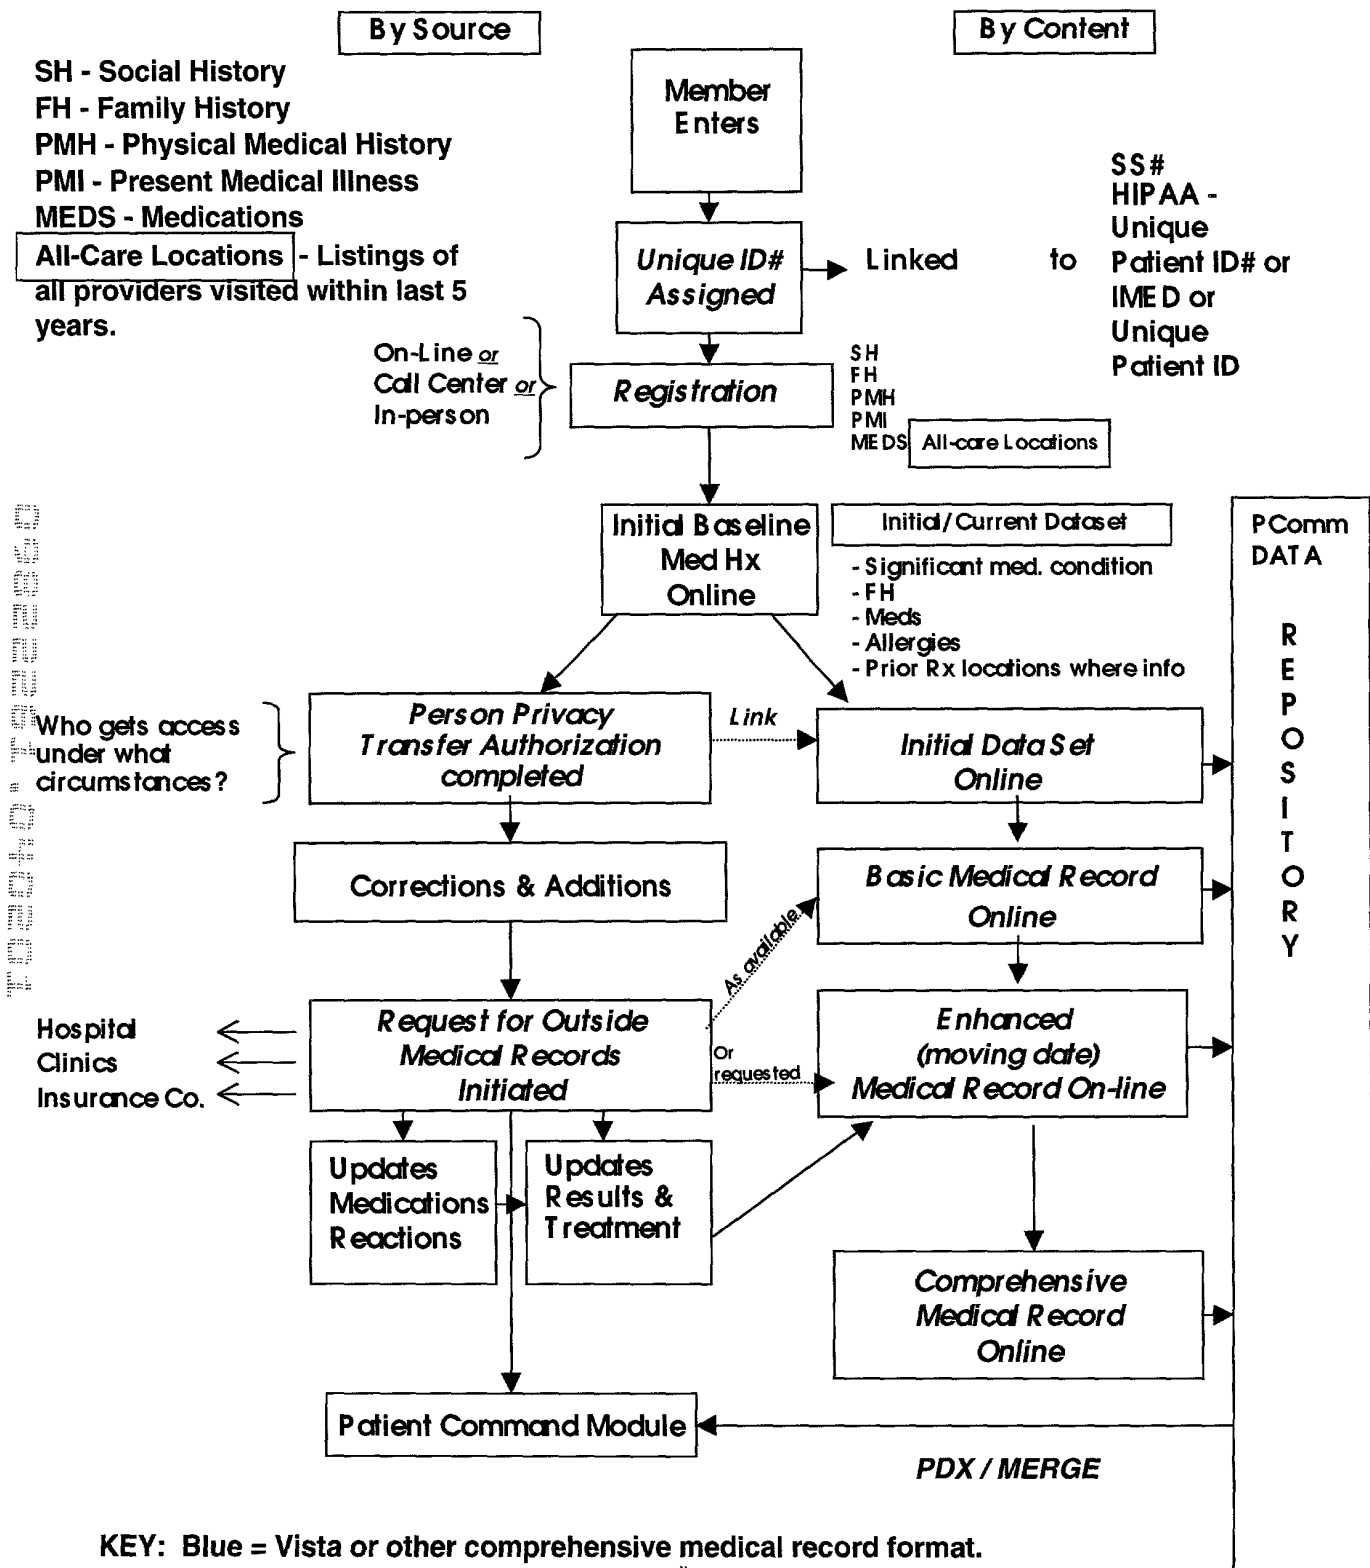 By Source
By Content
SH - Social History
FH - Family History
PMH - Physical Medical History
PMI - Present Medical Illness
MEDS - Medications
All-Care Locations - Listings of
all providers visited within last 5
years.
Member
Enters
Unique ID#
Assigned
Linked to
SS#
HIPAA -
Unique
Patient ID# or
IMED or
Unique
Patient ID
On-Line or
Call Center or
In-person
Registration
SH
FH
PMH
PMI
MEDS All-care Locations
Initial Baseline
Med Hx
Online
Initial/Current Dataset
- Significant med. condition
- FH
- Meds
- Allergies
- Prior Rx locations where info
PComm
DATA
REPOSITORY
Who gets access
under what
circumstances?
Person Privacy
Transfer Authorization
completed
Link
Initial Data Set
Online
Corrections & Additions
Basic Medical Record
Online
As available
Hospital
Clinics
Insurance Co.
Request for Outside
Medical Records
Initiated
Or
requested
Enhanced
(moving date)
Medical Record On-line
Updates
Medications
Reactions
Updates
Results &
Treatment
Comprehensive
Medical Record
Online
Patient Command Module
PDX / MERGE
KEY: Blue = Vista or other comprehensive medical record format.